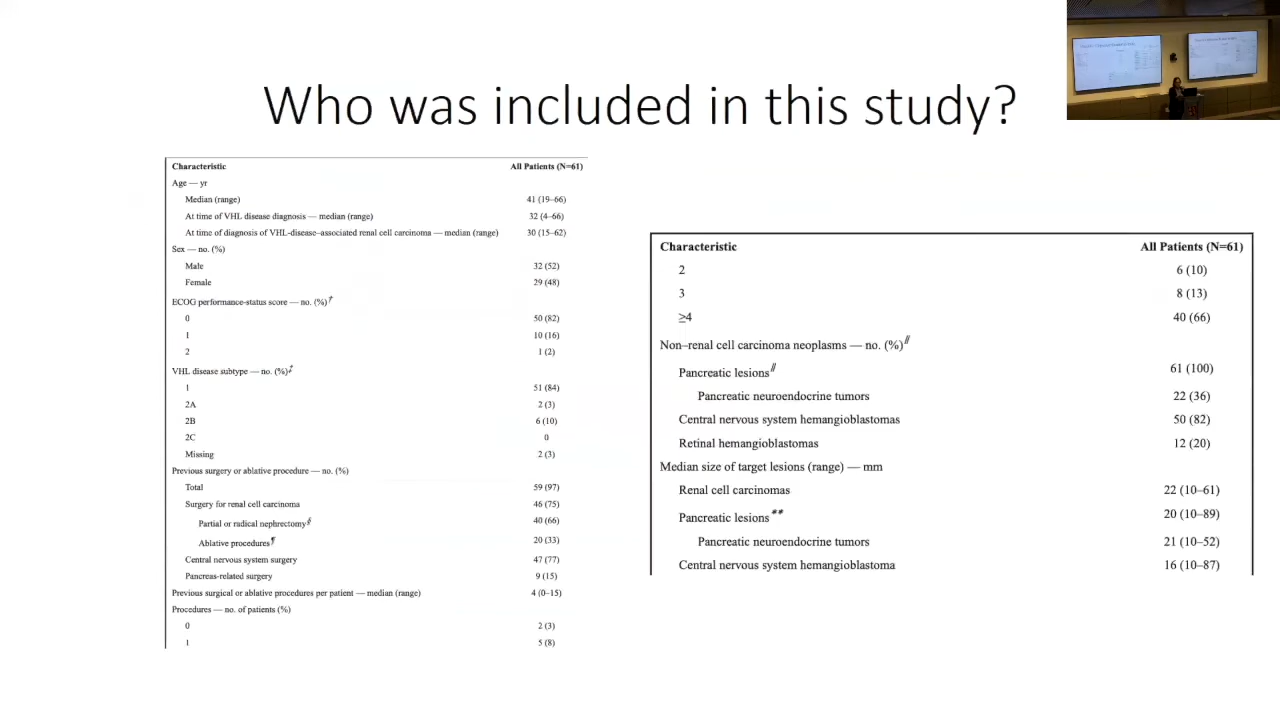 Who was included in this study?
Characteristic All Patients (N=61)
Age — yr
Median (range) 41 (19–66)
At time of VHL disease diagnosis — median (range) 32 (4–66)
At time of diagnosis of VHL-disease–associated renal cell carcinoma — median (range) 30 (15–62)
Sex — no. (%)
Male 32 (52)
Female 29 (48)
ECOG performance-status score — no. (%)†
0 50 (82)
1 10 (16)
2 1 (2)
VHL disease subtype — no. (%)‡
1 51 (84)
2A 2 (3)
2B 6 (10)
2C 0
Missing 2 (3)
Previous surgery or ablative procedure — no. (%)
Total 59 (97)
Surgery for renal cell carcinoma 46 (75)
Partial or radical nephrectomy§ 40 (66)
Ablative procedures¶ 20 (33)
Central nervous system surgery 47 (77)
Pancreas-related surgery 9 (15)
Previous surgical or ablative procedures per patient — median (range) 4 (0–15)
Procedures — no. of patients (%)
0 2 (3)
1 5 (8)
Characteristic All Patients (N=61)
2 6 (10)
3 8 (13)
≥4 40 (66)
Non–renal cell carcinoma neoplasms — no. (%)//
Pancreatic lesions// 61 (100)
Pancreatic neuroendocrine tumors 22 (36)
Central nervous system hemangioblastomas 50 (82)
Retinal hemangioblastomas 12 (20)
Median size of target lesions (range) — mm
Renal cell carcinomas 22 (10–61)
Pancreatic lesions** 20 (10–89)
Pancreatic neuroendocrine tumors 21 (10–52)
Central nervous system hemangioblastoma 16 (10–87)